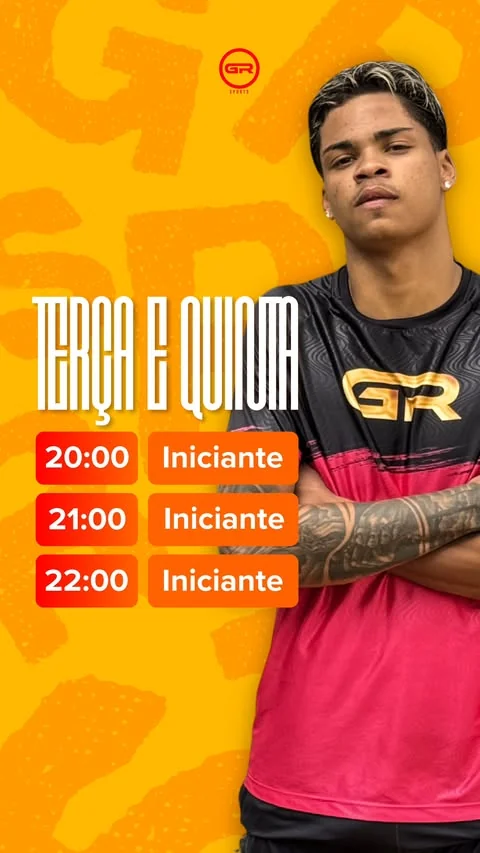 GR
SPORTS
TERÇA E QUINTA
20:00 Iniciante
21:00 Iniciante
22:00 Iniciante
GR